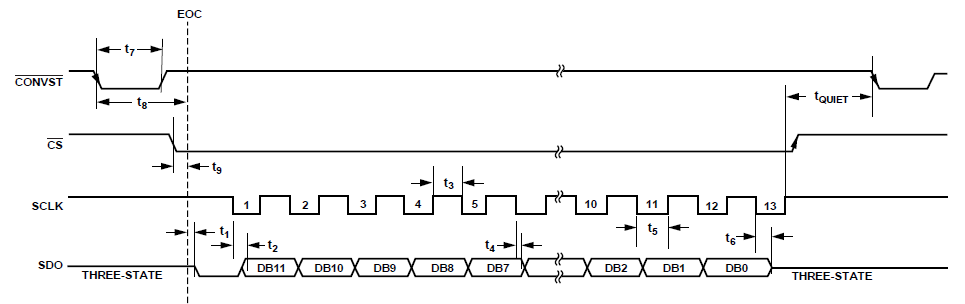 EOC
t7
CONVST
t8
tQUIET
CS
t9
t3
SCLK
1 2 3 4 5 10 11 12 13
t1 t2 t4 t5 t6
SDO
DB11 DB10 DB9 DB8 DB7 DB2 DB1 DB0
THREE-STATE THREE-STATE